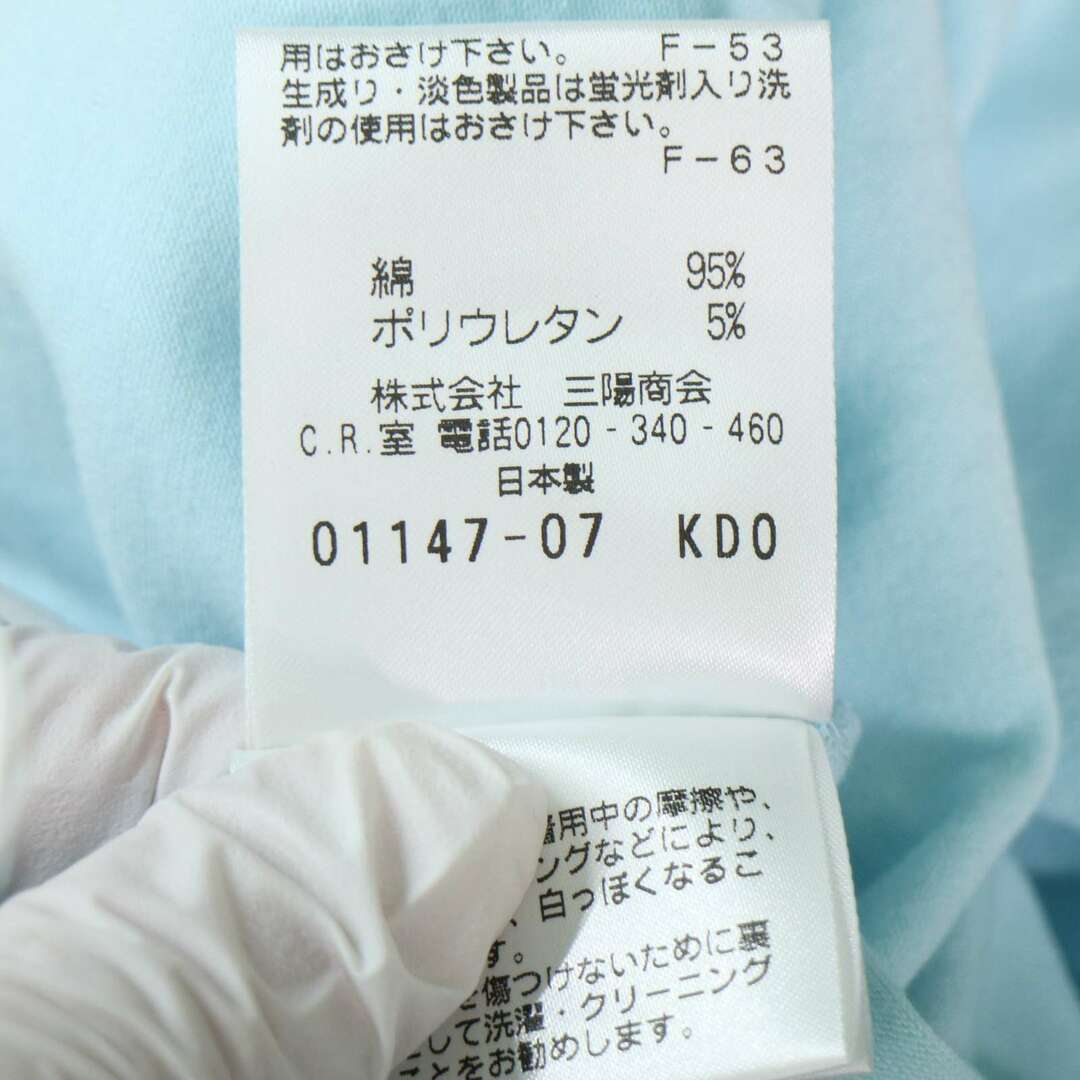 用はおさけ下さい。 F-53
生成り・淡色製品は蛍光剤入り洗
剤の使用はおさけ下さい。
F-63
綿 95%
ポリウレタン 5%
株式会社 三陽商会
C.R.室 電話0120-340-460
日本製
01147-07 KDO
着用中の摩擦や、
ングなどにより、
、白っぽくなるこ
す。
を傷つけないために裏
して洗濯・クリーニング
ことをお勧めします。